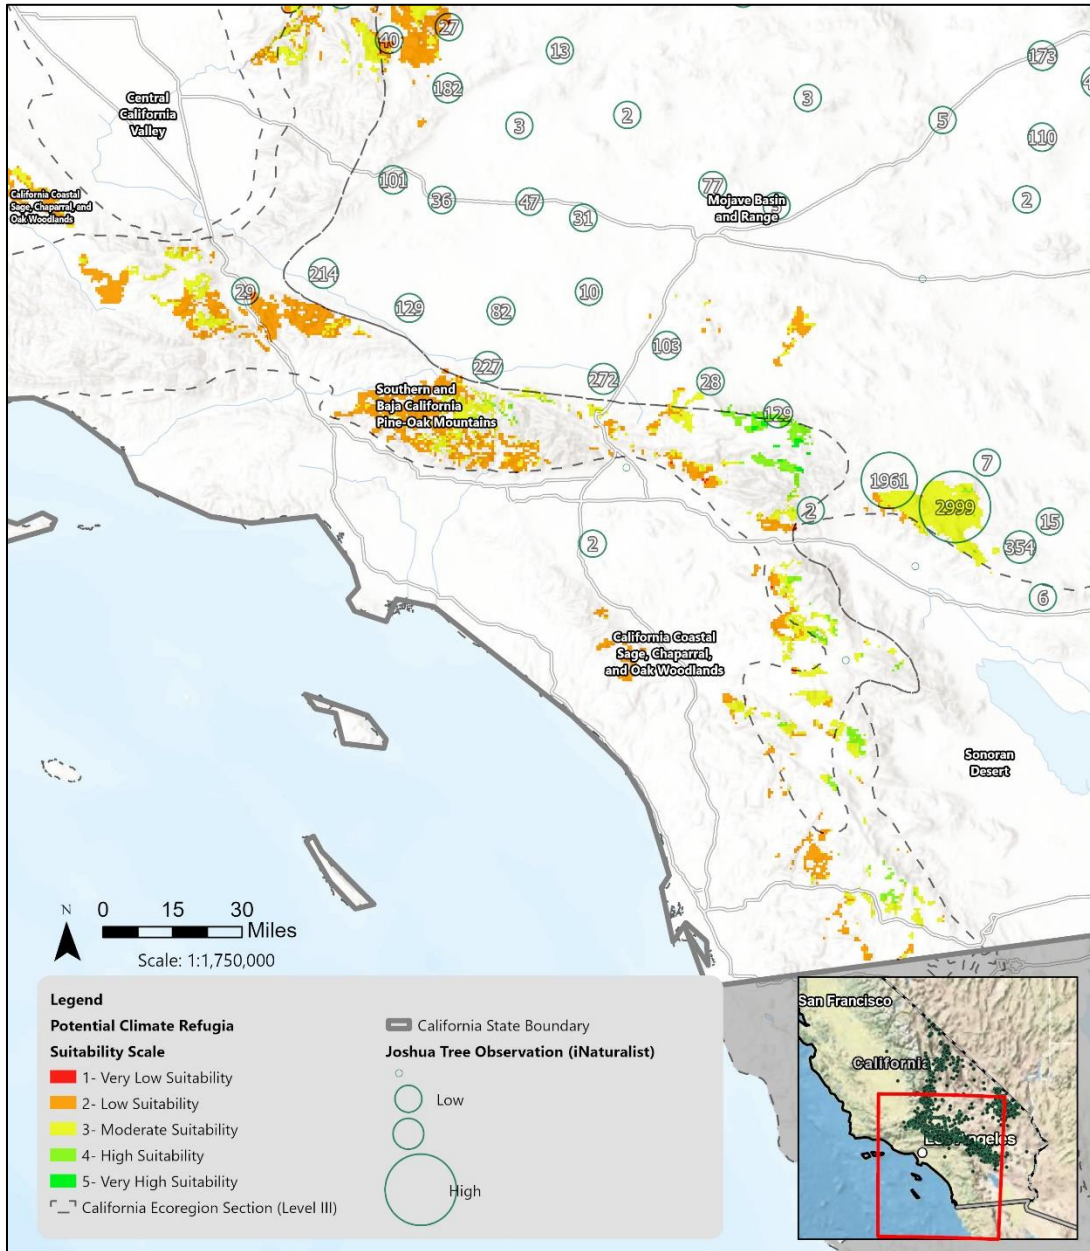 27
40
13
173
182
3
3
2
5
110
Central
California
Valley
101
36
47
31
77
Mojave Basin
and Range
2
California Coastal
Sage, Chaparral, and
Oak Woodlands
29
214
129
82
10
103
227
272
28
129
Southern and
Baja California
Pine-Oak Mountains
1961
2999
7
2
15
354
2
6
California Coastal
Sage, Chaparral,
and Oak Woodlands
Sonoran
Desert
N
0 15 30
Miles
Scale: 1:1,750,000
Legend
Potential Climate Refugia
Suitability Scale
1- Very Low Suitability
2- Low Suitability
3- Moderate Suitability
4- High Suitability
5- Very High Suitability
California Ecoregion Section (Level III)
California State Boundary
Joshua Tree Observation (iNaturalist)
Low
High
San Francisco
California